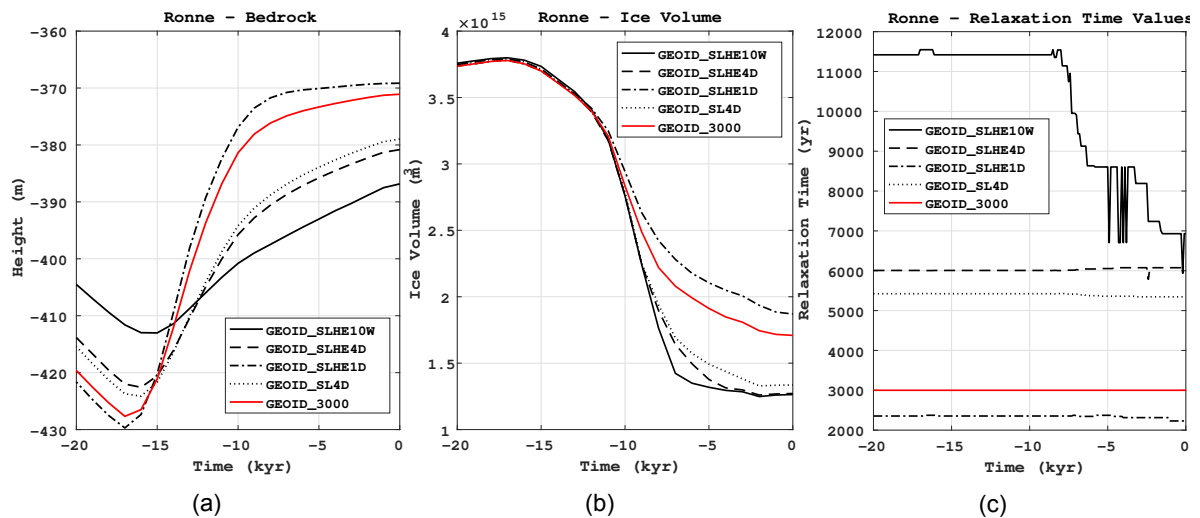 Ronne - Bedrock
-360
-370
-380
-390
-400
-410
-420
-430
Height (m)
GEOID_SLHE10W
GEOID_SLHE4D
GEOID_SLHE1D
GEOID_SL4D
GEOID_3000
-20
-15
-10
-5
0
Time (kyr)
(a)
×10^15
Ronne - Ice Volume
4
3.5
3
2.5
2
1.5
1
Ice Volume (m^3)
GEOID_SLHE10W
GEOID_SLHE4D
GEOID_SLHE1D
GEOID_SL4D
GEOID_3000
-20
-15
-10
-5
0
Time (kyr)
(b)
Ronne - Relaxation Time Values
12000
11000
10000
9000
8000
7000
6000
5000
4000
3000
2000
Relaxation Time (yr)
GEOID_SLHE10W
GEOID_SLHE4D
GEOID_SLHE1D
GEOID_SL4D
GEOID_3000
-20
-15
-10
-5
0
Time (kyr)
(c)